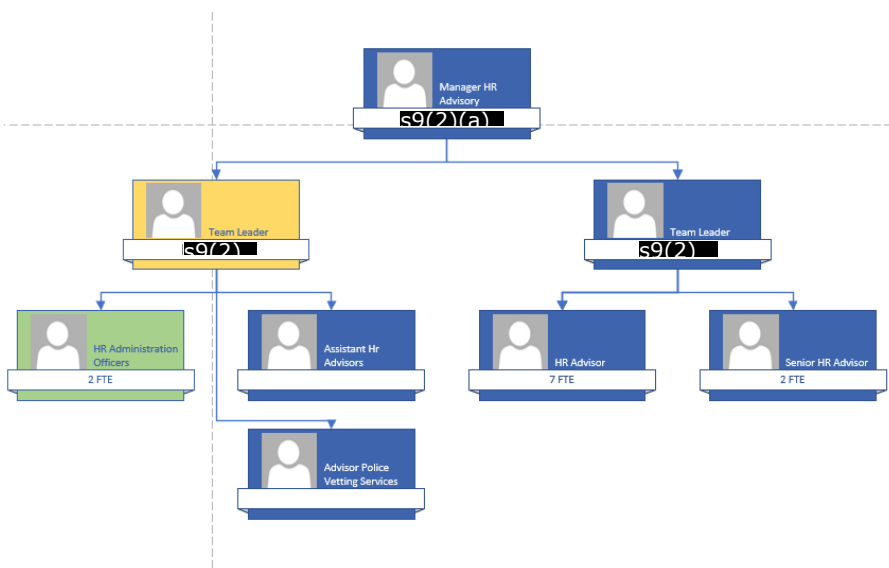 Manager HR
Advisory
s9(2)(a)
Team Leader
s9(2)
Team Leader
s9(2)
HR Administration
Officers
2 FTE
Assistant Hr
Advisors
HR Advisor
7 FTE
Senior HR Advisor
2 FTE
Advisor Police
Vetting Services